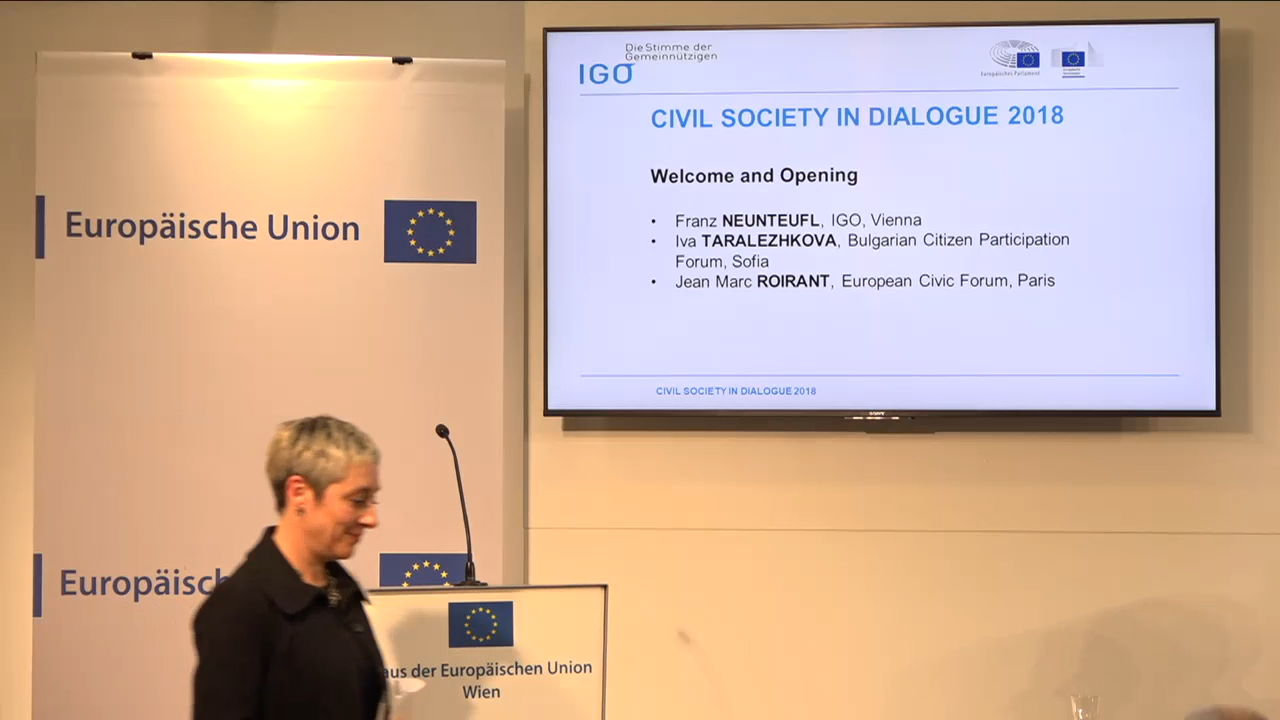 Die Stimme der
Gemeinnützigen
IGO
Europäisches Parlament
CIVIL SOCIETY IN DIALOGUE 2018
Welcome and Opening
• Franz NEUNTEUFL, IGO, Vienna
• Iva TARALEZHKOVA, Bulgarian Citizen Participation
Forum, Sofia
• Jean Marc ROIRANT, European Civic Forum, Paris
CIVIL SOCIETY IN DIALOGUE 2018
SONY
Europäische Union
Europäisch
aus der Europäischen Union
Wien